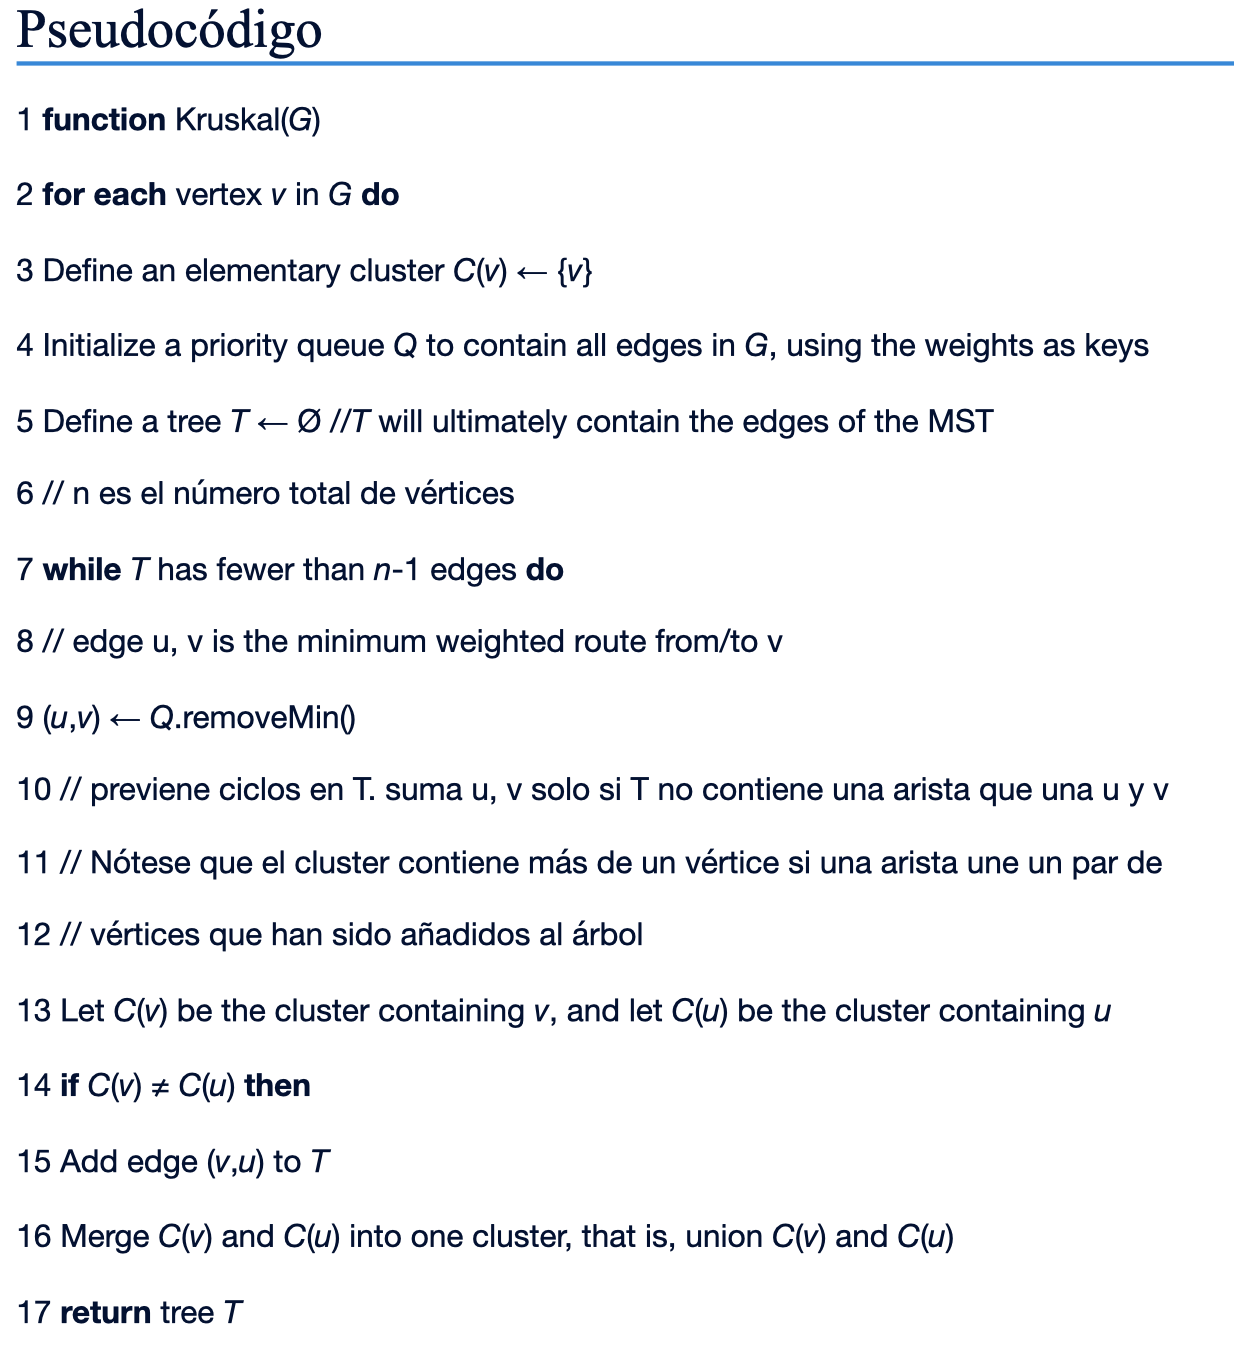 Pseudocódigo
1 function Kruskal(G)
2 for each vertex v in G do
3 Define an elementary cluster C(v) ← {v}
4 Initialize a priority queue Q to contain all edges in G, using the weights as keys
5 Define a tree T ← Ø //T will ultimately contain the edges of the MST
6 // n es el número total de vértices
7 while T has fewer than n-1 edges do
8 // edge u, v is the minimum weighted route from/to v
9 (u,v) ← Q.removeMin()
10 // previene ciclos en T. suma u, v solo si T no contiene una arista que una u y v
11 // Nótese que el cluster contiene más de un vértice si una arista une un par de
12 // vértices que han sido añadidos al árbol
13 Let C(v) be the cluster containing v, and let C(u) be the cluster containing u
14 if C(v) ≠ C(u) then
15 Add edge (v,u) to T
16 Merge C(v) and C(u) into one cluster, that is, union C(v) and C(u)
17 return tree T